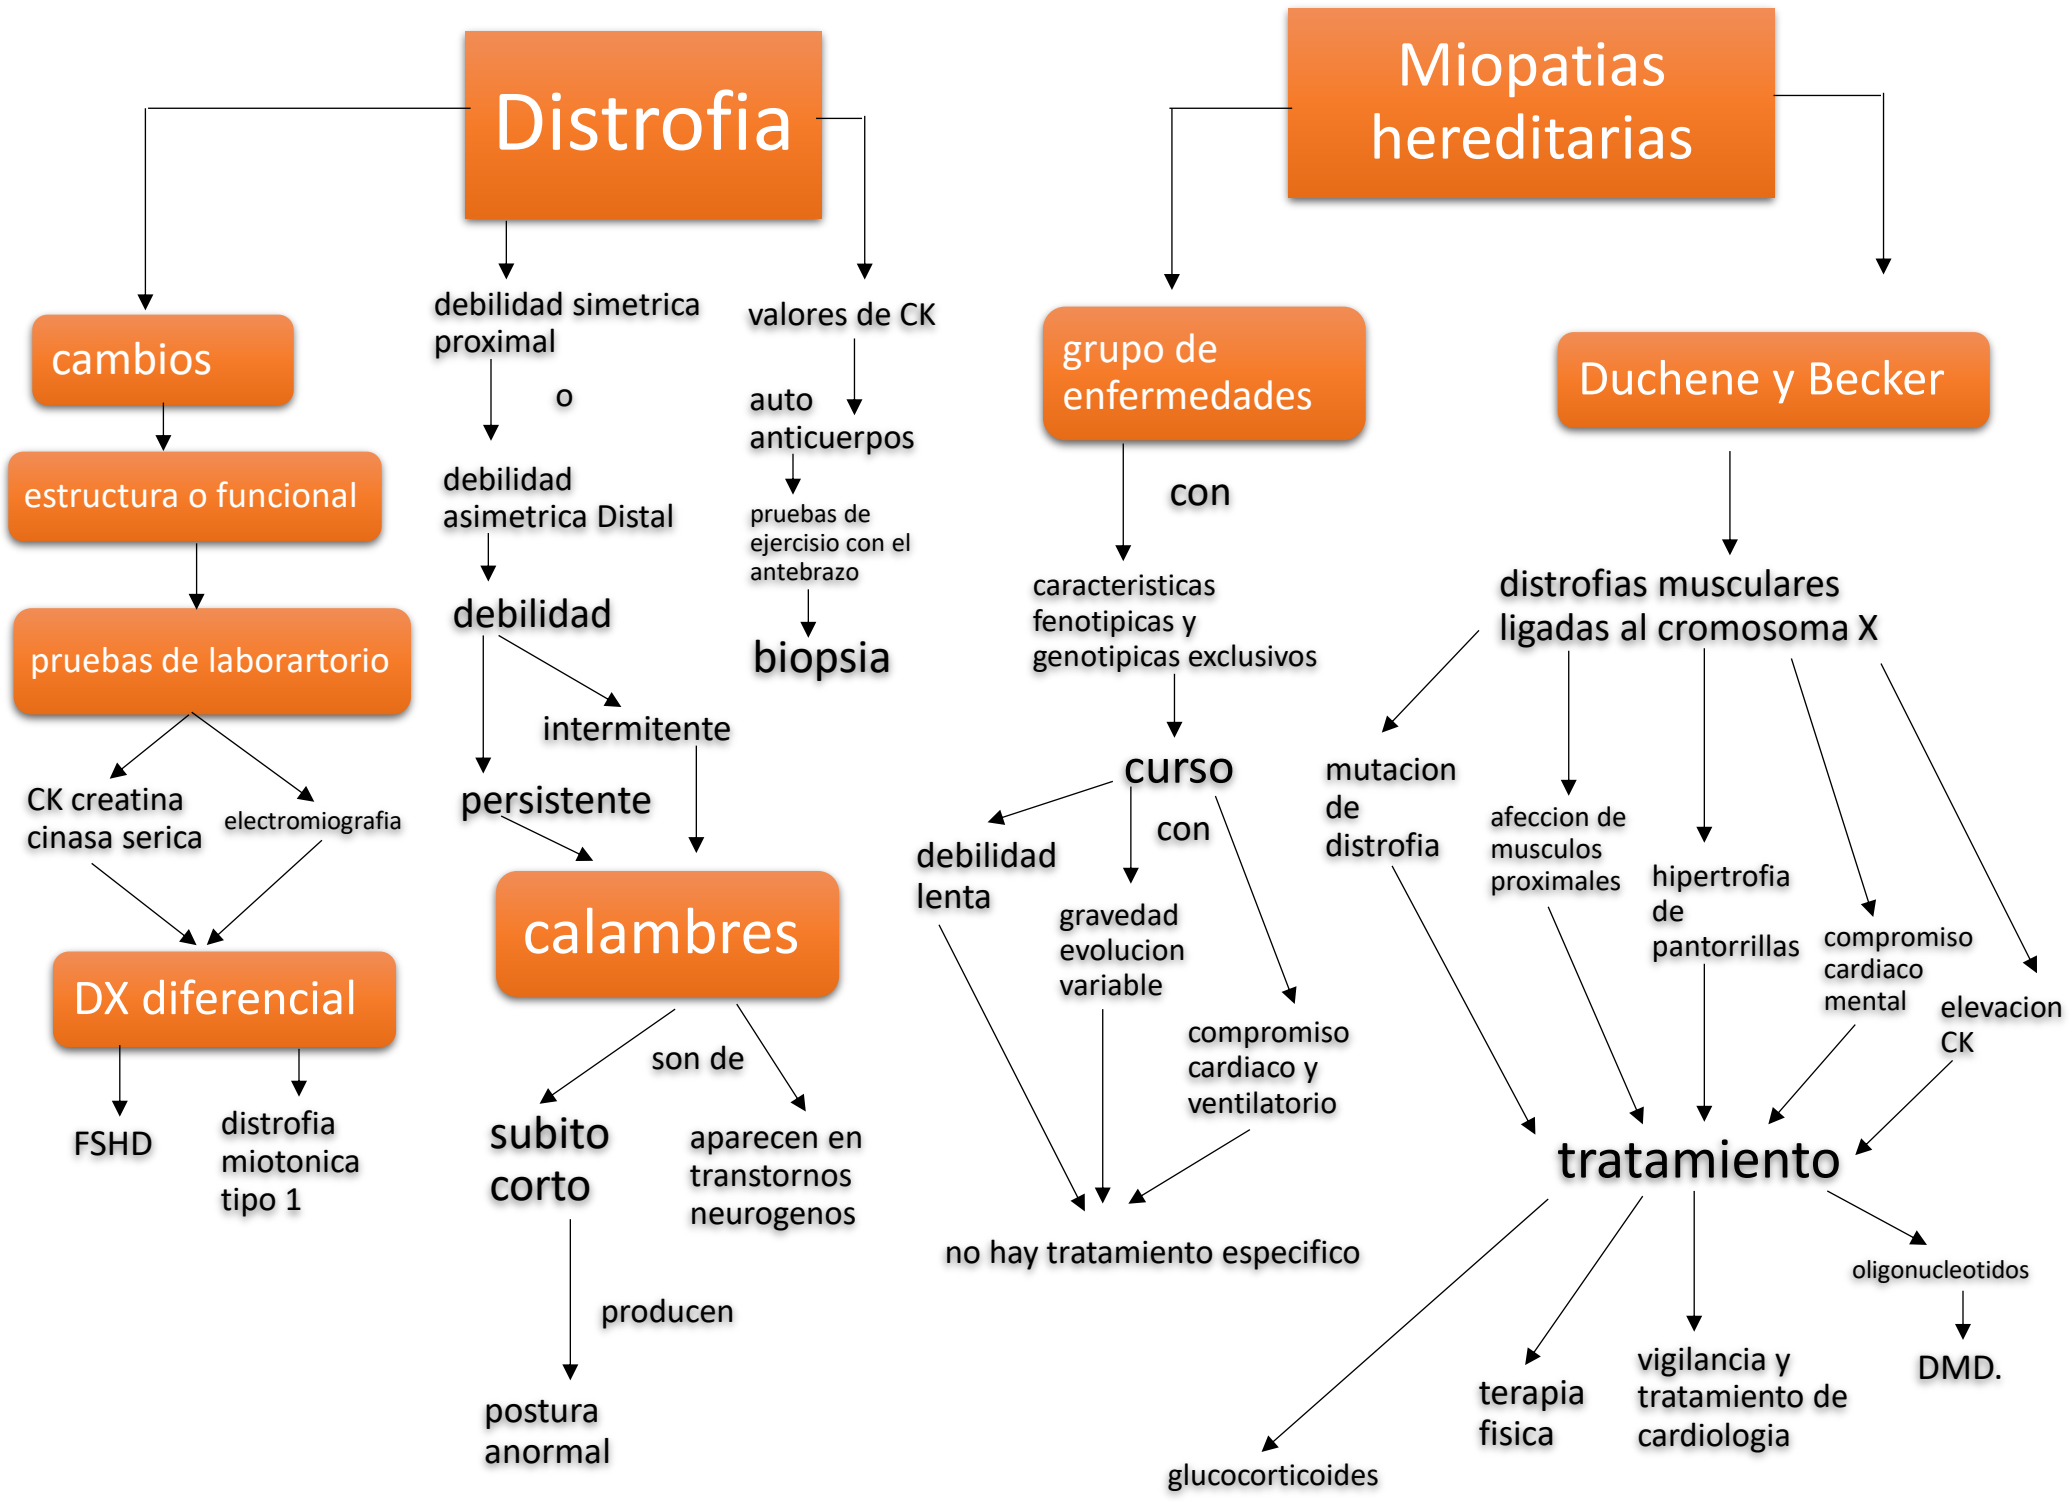 Distrofia
cambios
estructura o funcional
pruebas de laborartorio
CK creatina
cinasa serica
electromiografia
DX diferencial
FSHD
distrofia
miotonica
tipo 1
debilidad simetrica
proximal
o
debilidad
asimetrica Distal
debilidad
intermitente
persistente
calambres
son de
subito
corto
aparecen en
transtornos
neurogenos
producen
postura
anormal
valores de CK
auto
anticuerpos
pruebas de
ejercisio con el
antebrazo
biopsia
Miopatias
hereditarias
grupo de
enfermedades
con
caracteristicas
fenotipicas y
genotipicas exclusivos
curso
con
debilidad
lenta
gravedad
evolucion
variable
compromiso
cardiaco y
ventilatorio
no hay tratamiento especifico
Duchene y Becker
distrofias musculares
ligadas al cromosoma X
mutacion
de
distrofia
afeccion de
musculos
proximales
hipertrofia
de
pantorrillas
compromiso
cardiaco
mental
elevacion
CK
tratamiento
glucocorticoides
terapia
fisica
vigilancia y
tratamiento de
cardiologia
oligonucleotidos
DMD.